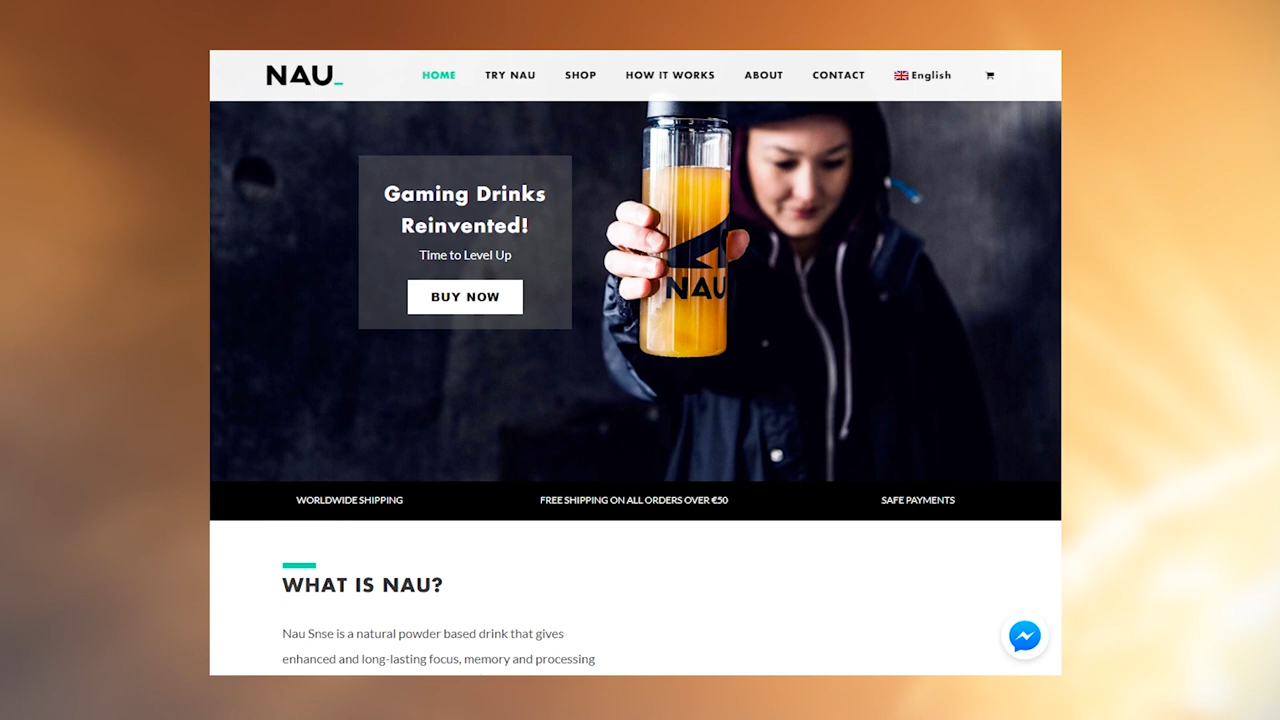 NAU_
HOME TRY NAU SHOP HOW IT WORKS ABOUT CONTACT English
Gaming Drinks
Reinvented!
Time to Level Up
BUY NOW
NAU
WORLDWIDE SHIPPING FREE SHIPPING ON ALL ORDERS OVER €50 SAFE PAYMENTS
WHAT IS NAU?
Nau Snse is a natural powder based drink that gives
enhanced and long-lasting focus, memory and processing